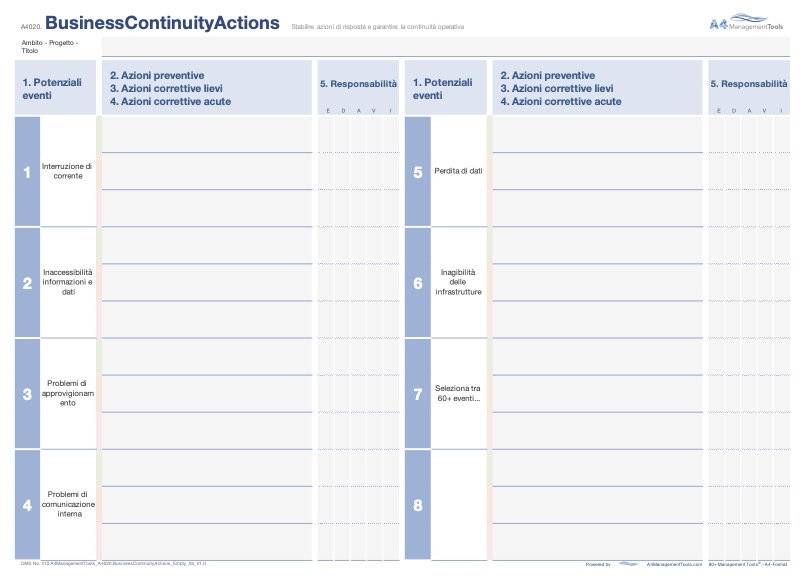 A4020. BusinessContinuityActions Stabilire azioni di risposta e garantire la continuità operativa
A4 ManagementTools
Ambito - Progetto -
Titolo
1. Potenziali
eventi
2. Azioni preventive
3. Azioni correttive lievi
4. Azioni correttive acute
5. Responsabilità
E D A V I
1. Potenziali
eventi
2. Azioni preventive
3. Azioni correttive lievi
4. Azioni correttive acute
5. Responsabilità
E D A V I
1
Interruzione di
corrente
2
Inaccessibilità
informazioni e
dati
3
Problemi di
approvigionam
ento
4
Problemi di
comunicazione
interna
5
Perdita di dati
6
Inagibilità
delle
infrastrutture
7
Seleziona tra
60+ eventi...
8
DMS No. 410.A4ManagementTools_A4020.BusinessContinuityActions_Empty_Ita_V1.0
Powered by A4ManagementTools.com 80+ Management Tools® - A4-Format